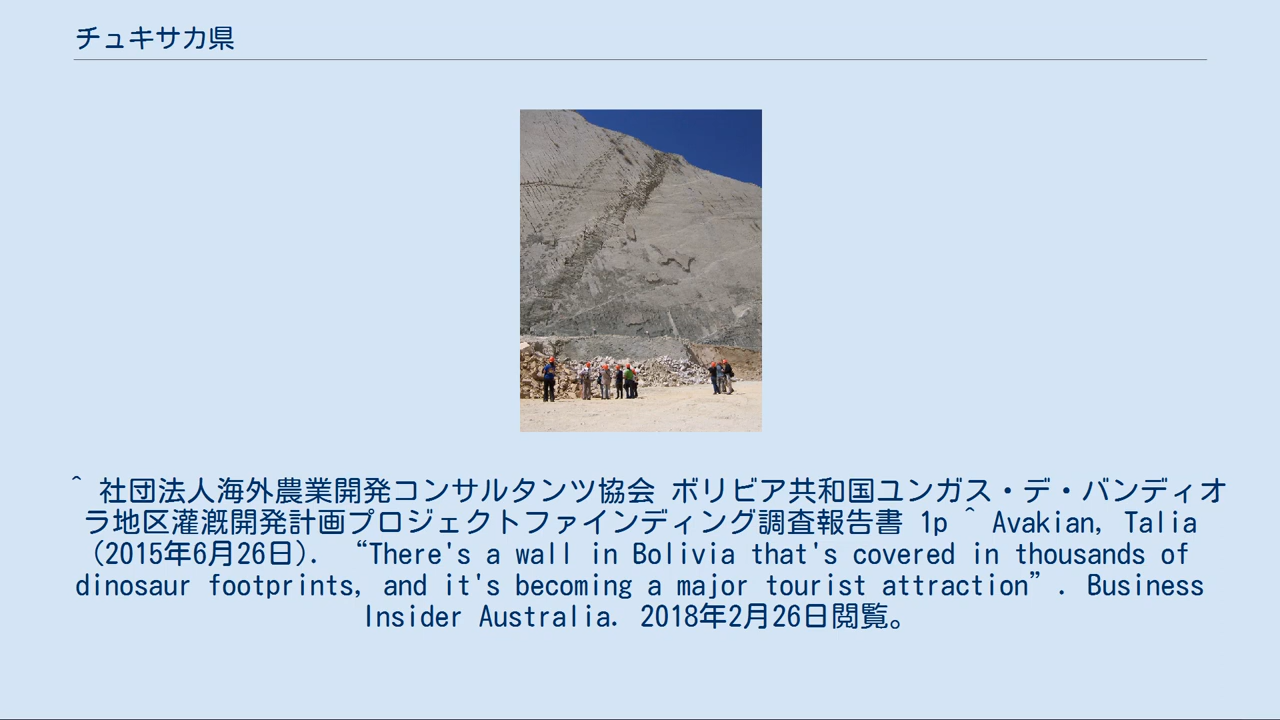 チュキサカ県
^ 社団法人海外農業開発コンサルタンツ協会 ボリビア共和国ユンガス・デ・バンディオ
ラ地区灌漑開発計画プロジェクトファインディング調査報告書 1p ^ Avakian, Talia
(2015年6月26日). “There's a wall in Bolivia that's covered in thousands of
dinosaur footprints, and it's becoming a major tourist attraction”. Business
Insider Australia. 2018年2月26日閲覧。